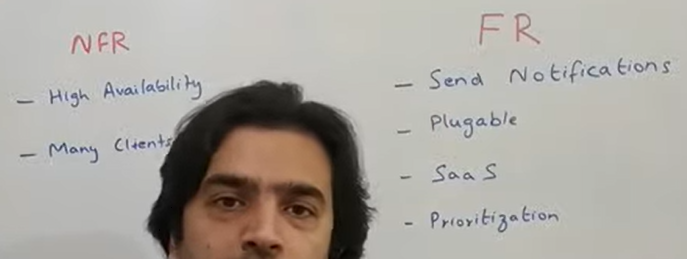 NFR
- High Availability
- Many Clients
FR
- Send Notifications
- Plugable
- SaaS
- Prioritization